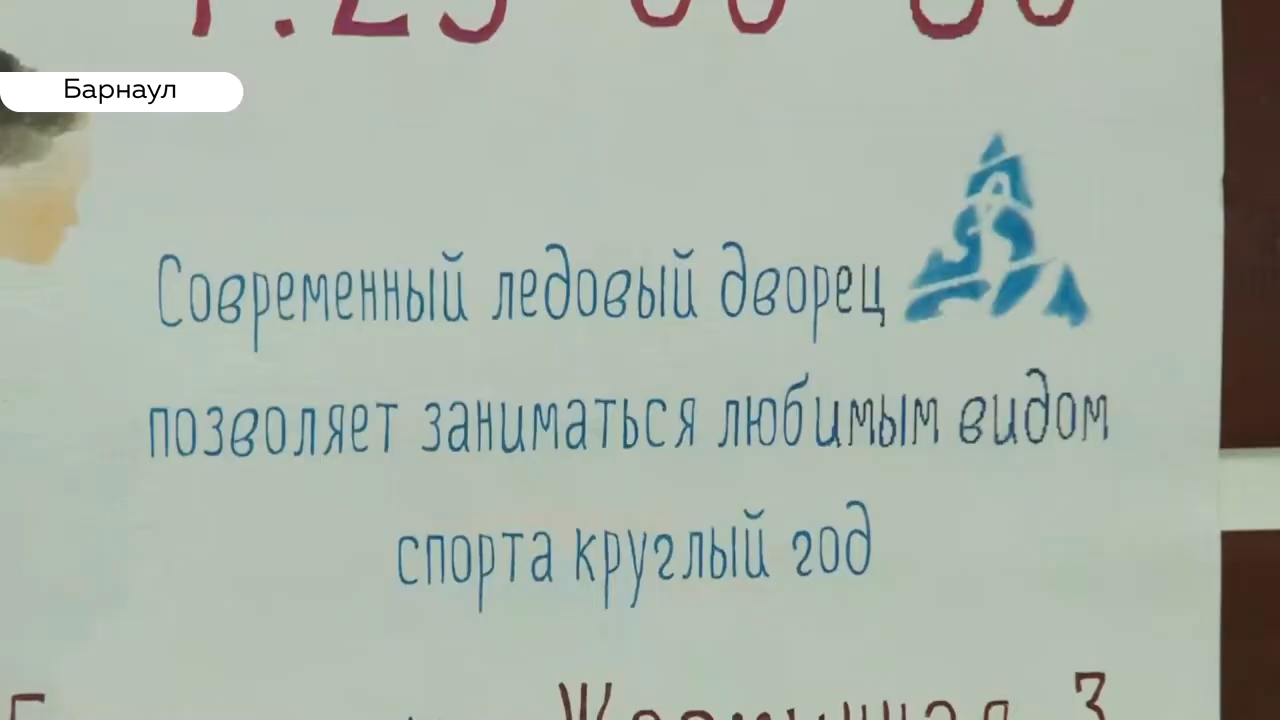 Барнаул
Современный ледовый дворец
позволяет заниматься любимым видом
спорта круглый год